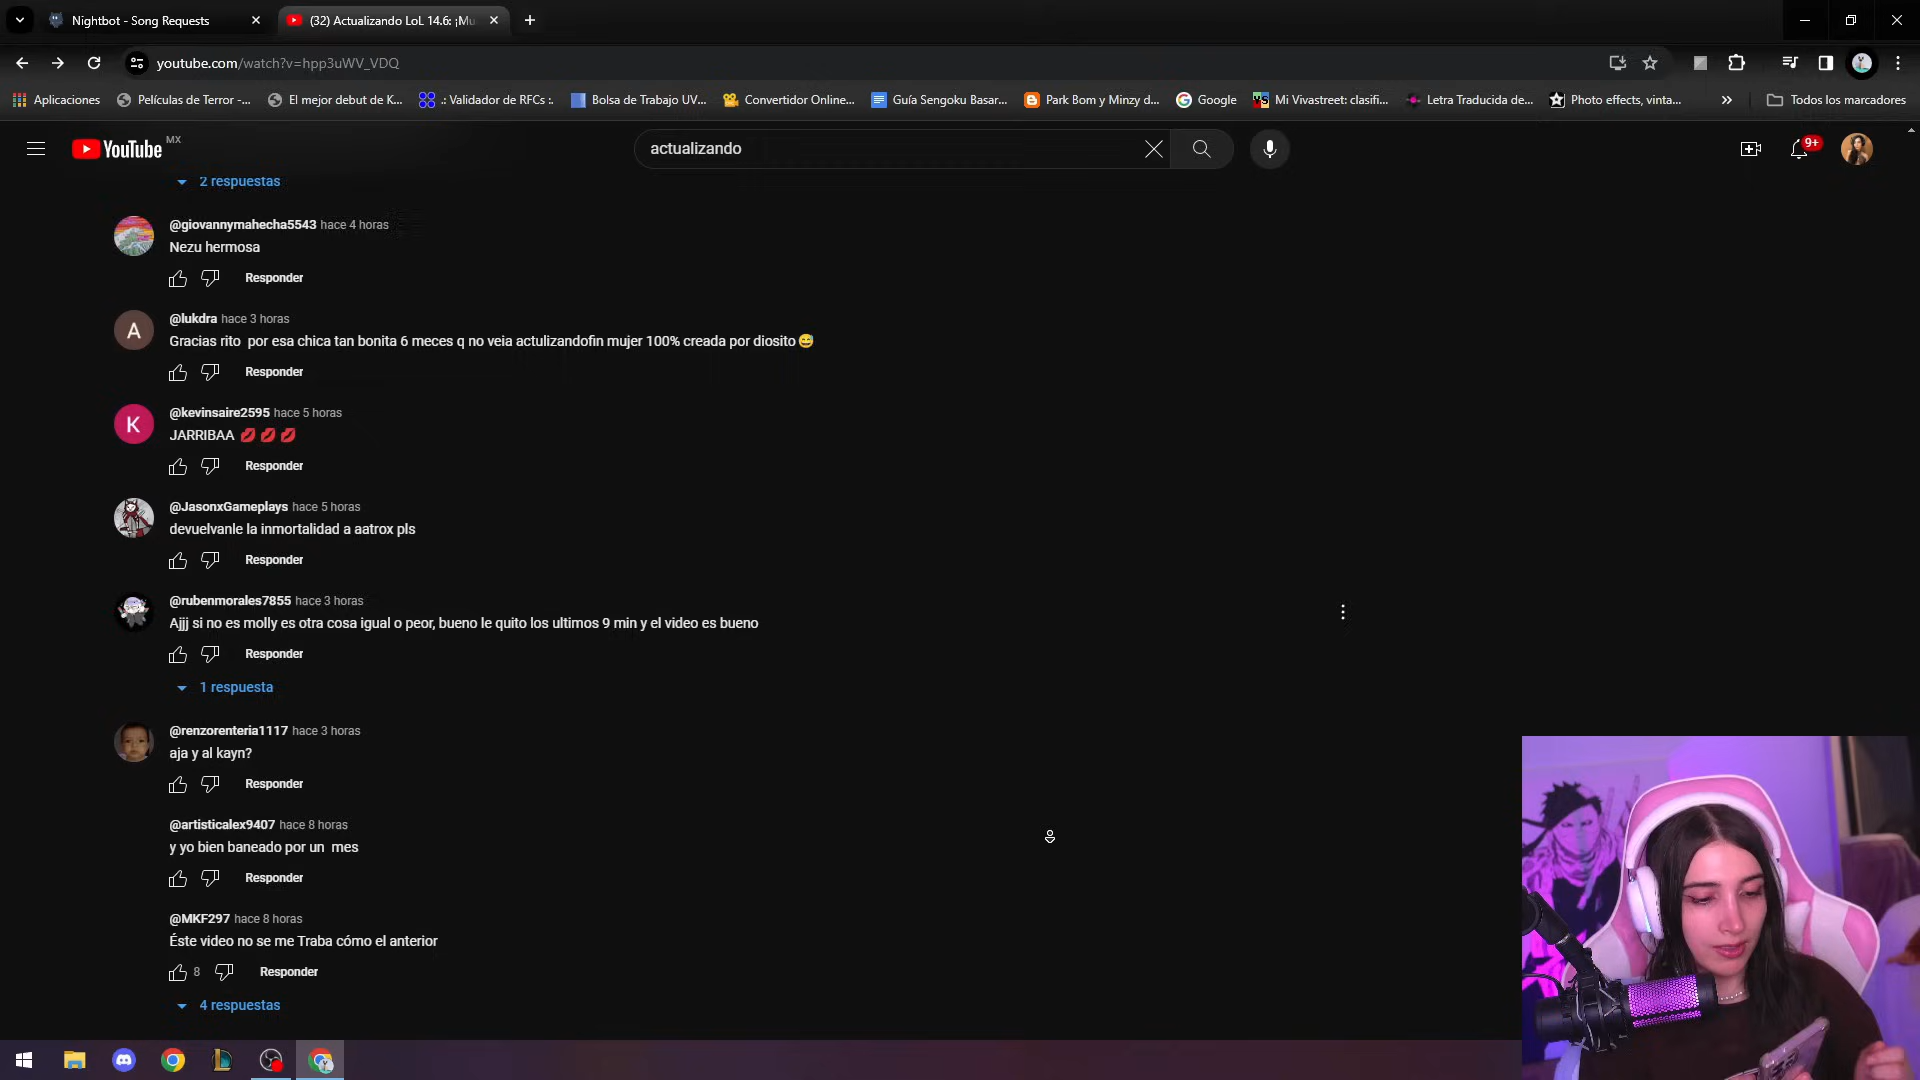 Nightbot - Song Requests
(32) Actualizando LoL 14.6: ¡Mu
youtube.com/watch?v=hpp3uWV_VDQ
Aplicaciones
Películas de Terror -...
El mejor debut de K...
.: Validador de RFCs :.
Bolsa de Trabajo UV...
Convertidor Online...
Guía Sengoku Basar...
Park Bom y Minzy d...
Google
Mi Vivastreet: clasifi...
Letra Traducida de...
Photo effects, vinta...
Todos los marcadores
YouTube MX
actualizando
9+
2 respuestas
@giovannymahecha5543 hace 4 horas
Nezu hermosa
Responder
A
@lukdra hace 3 horas
Gracias rito por esa chica tan bonita 6 meces q no veia actulizandofin mujer 100% creada por diosito😅
Responder
K
@kevinsaire2595 hace 5 horas
JARRIBAA 💋 💋 💋
Responder
@JasonxGameplays hace 5 horas
devuelvanle la inmortalidad a aatrox pls
Responder
@rubenmorales7855 hace 3 horas
Ajjj si no es molly es otra cosa igual o peor, bueno le quito los ultimos 9 min y el video es bueno
Responder
1 respuesta
@renzorenteria1117 hace 3 horas
aja y al kayn?
Responder
@artisticalex9407 hace 8 horas
y yo bien baneado por un mes
Responder
@MKF297 hace 8 horas
Éste video no se me Traba cómo el anterior
8
Responder
4 respuestas